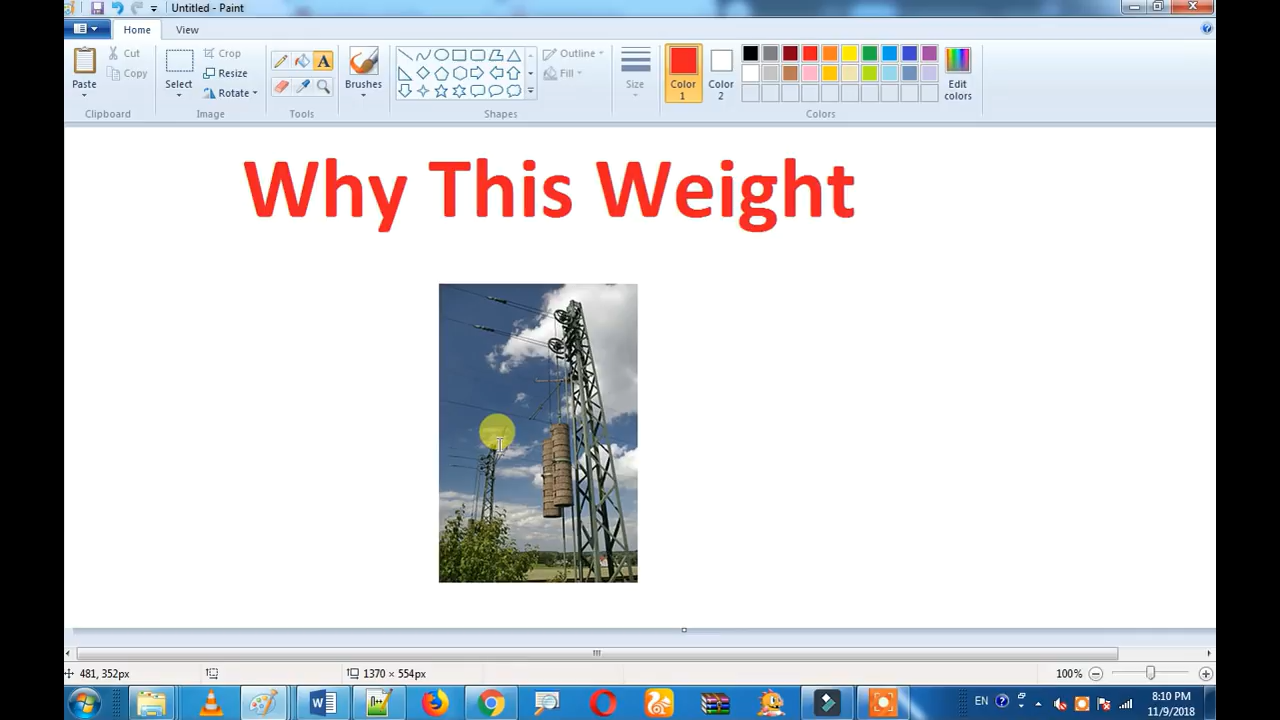 Untitled - Paint
Home
View
Paste
Cut
Copy
Clipboard
Select
Crop
Resize
Rotate
Image
A
Tools
Brushes
Outline
Fill
Shapes
Size
Color 1
Color 2
Edit colors
Colors
Why This Weight
481, 352px
1370 × 554px
100%
EN
8:10 PM
11/9/2018